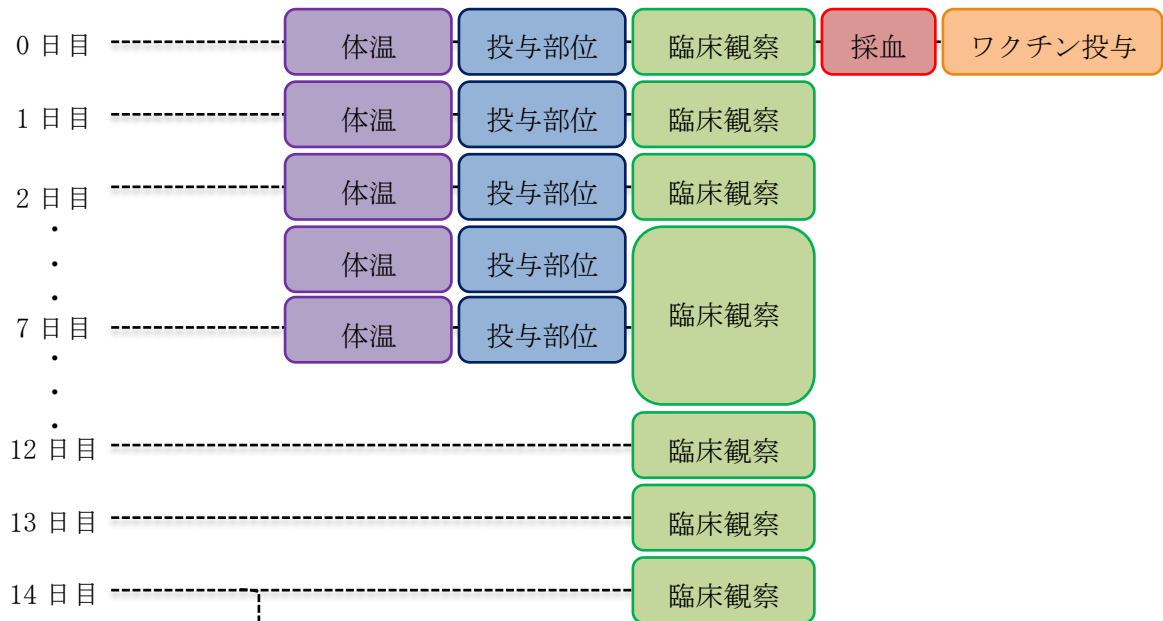 0 日目 体温 投与部位 臨床観察 採血 ワクチン投与
1 日目 体温 投与部位 臨床観察
2 日目 体温 投与部位 臨床観察
・
・
・
体温 投与部位
臨床観察
7 日目 体温 投与部位
・
・
・
12 日目 臨床観察
13 日目 臨床観察
14 日目 臨床観察